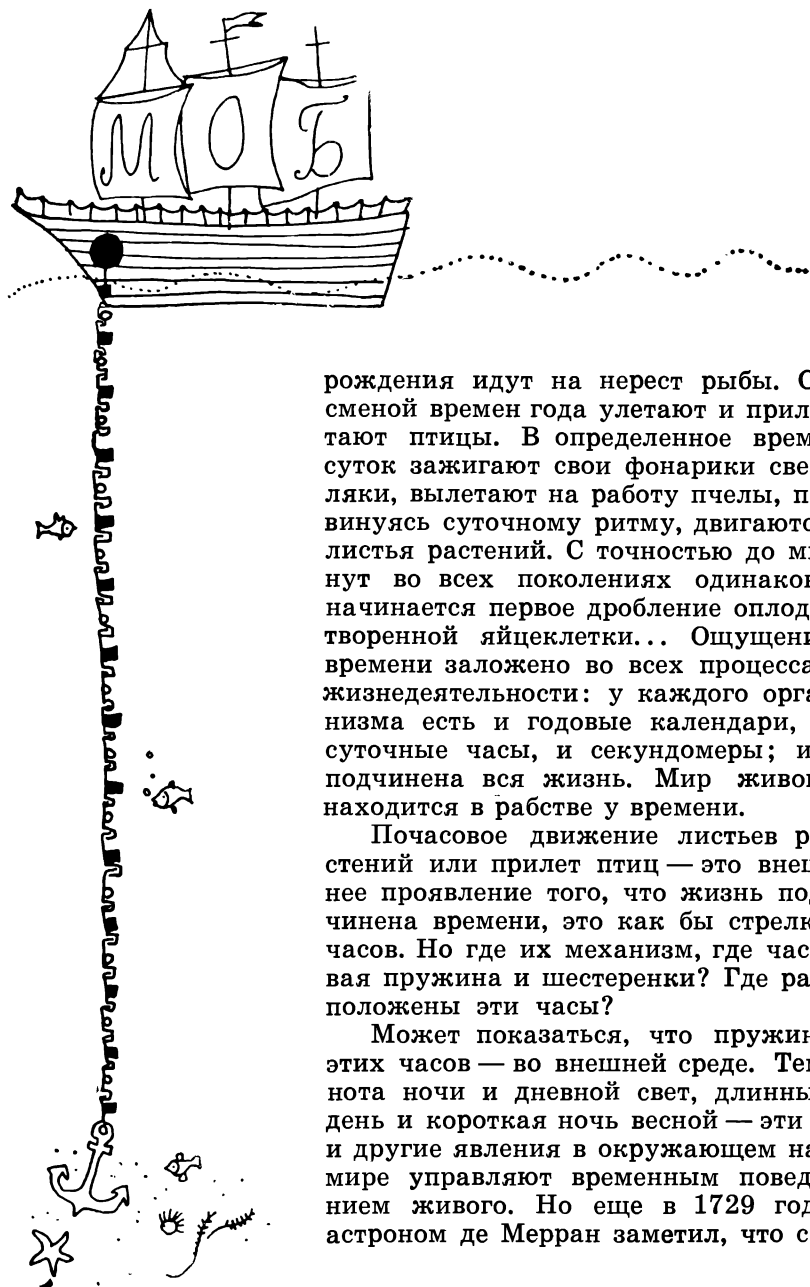 МОБ
рождения идут на нерест рыбы. С
сменой времен года улетают и прил
тают птицы. В определенное врем
суток зажигают свои фонарики све
ляки, вылетают на работу пчелы, п
винуясь суточному ритму, двигаютс
листья растений. С точностью до ми
нут во всех поколениях одинаков
начинается первое дробление оплод
творенной яйцеклетки... Ощущени
времени заложено во всех процесса
жизнедеятельности: у каждого орга
низма есть и годовые календари,
суточные часы, и секундомеры; и
подчинена вся жизнь. Мир живог
находится в рабстве у времени.
Почасовое движение листьев р
стений или прилет птиц — это внеш
нее проявление того, что жизнь под
чинена времени, это как бы стрелк
часов. Но где их механизм, где час
вая пружина и шестеренки? Где ра
положены эти часы?
Может показаться, что пружин
этих часов — во внешней среде. Тем
нота ночи и дневной свет, длинны
день и короткая ночь весной — эти
и другие явления в окружающем на
мире управляют временным повед
нием живого. Но еще в 1729 год
астроном де Мерран заметил, что с